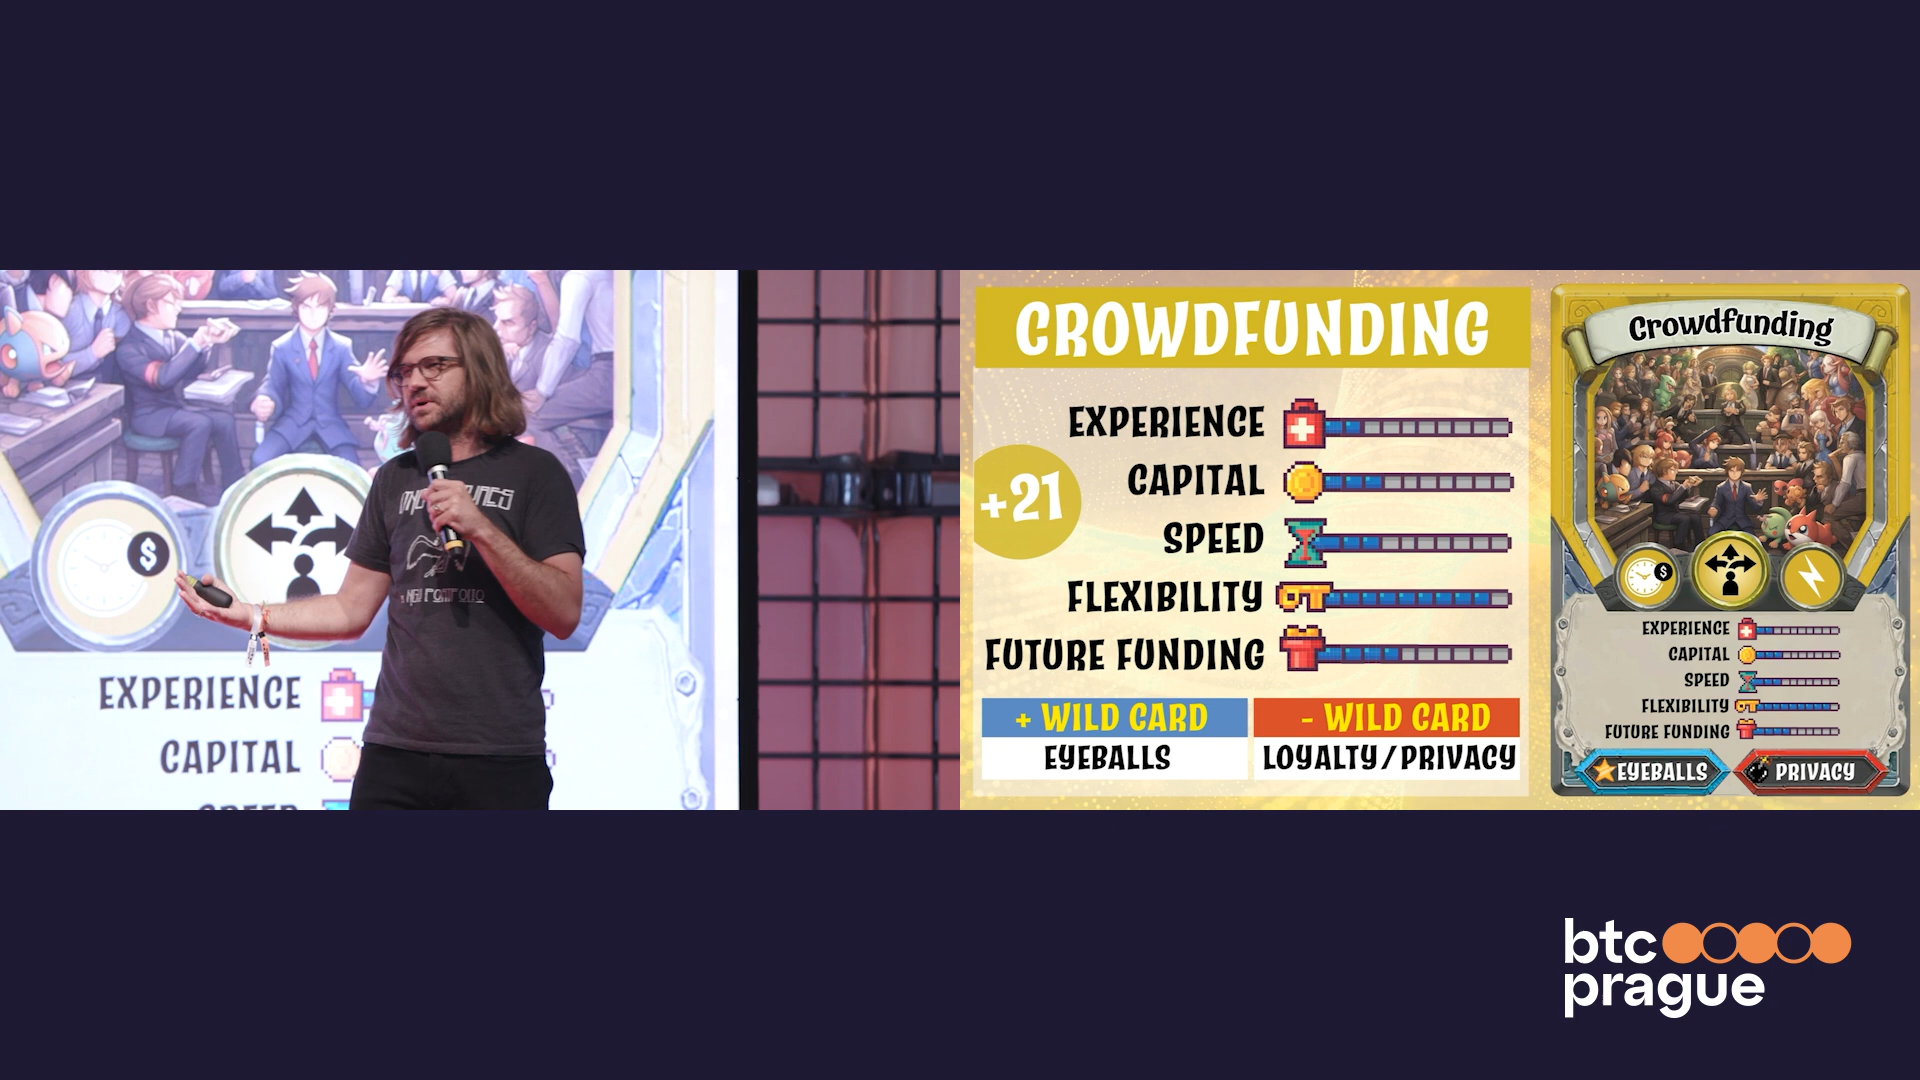 EXPERIENCE
CAPITAL
$
CROWDFUNDING
+21
EXPERIENCE
CAPITAL
SPEED
FLEXIBILITY
FUTURE FUNDING
+ WILD CARD
EYEBALLS
- WILD CARD
LOYALTY/PRIVACY
Crowdfunding
$
EXPERIENCE
CAPITAL
SPEED
FLEXIBILITY
FUTURE FUNDING
EYEBALLS
PRIVACY
btc
prague